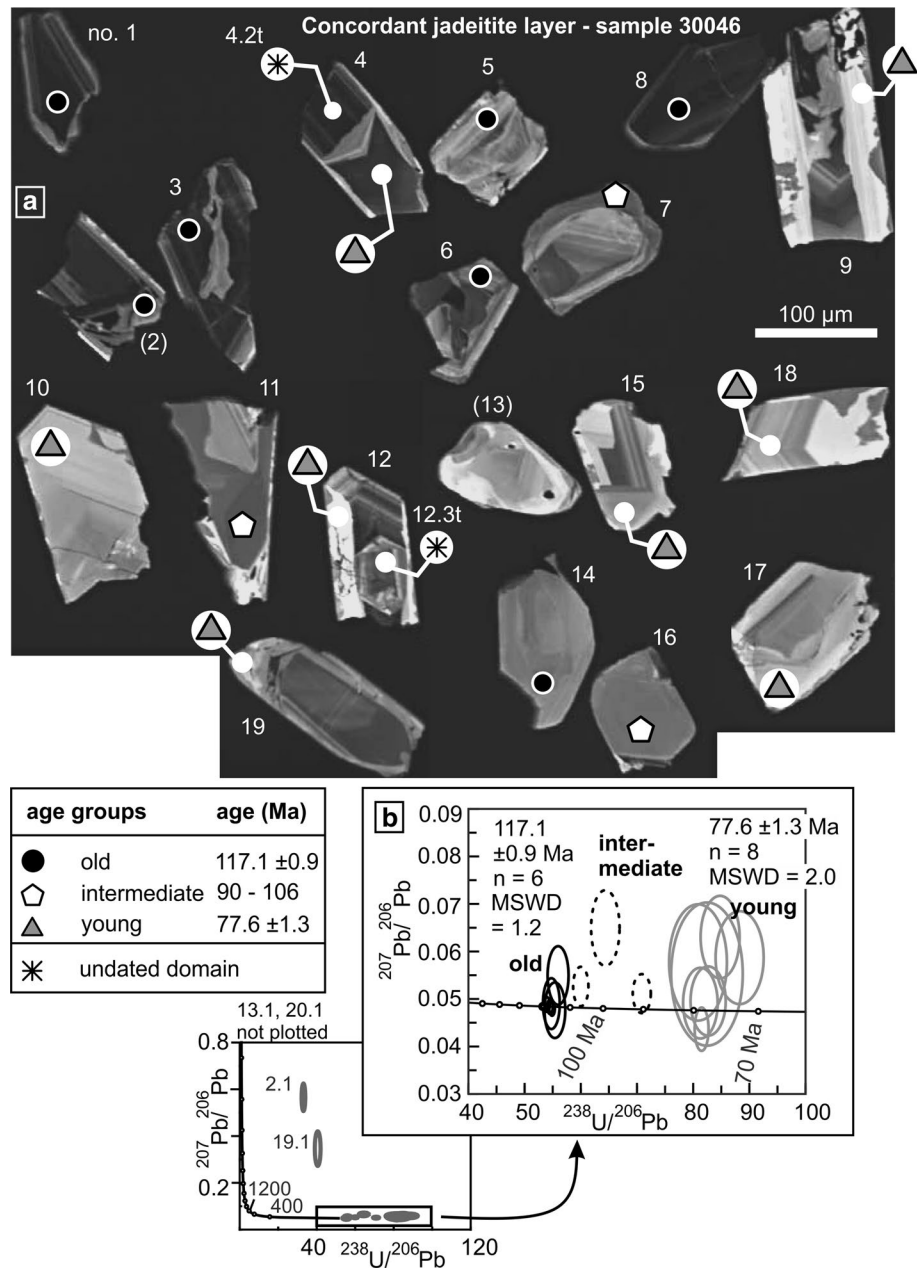 Concordant jadeitite layer - sample 30046
no. 1
4.2t
4
5
8
a
3
7
6
9
(2)
100 µm
10
11
15
18
(13)
12
12.3t
14
17
16
19
age groups age (Ma)
old 117.1 ±0.9
intermediate 90 - 106
young 77.6 ±1.3
undated domain
b
0.09
0.08
0.07
0.06
0.05
0.04
0.03
207Pb/206Pb
117.1
±0.9 Ma
n = 6
MSWD
= 1.2
inter-
mediate
77.6 ±1.3 Ma
n = 8
MSWD = 2.0
young
old
100 Ma
70 Ma
40 50 60 70 80 90 100
238U/206Pb
13.1, 20.1
not plotted
0.8
207Pb/206Pb
2.1
19.1
0.2
1200
400
40 238U/206Pb 120